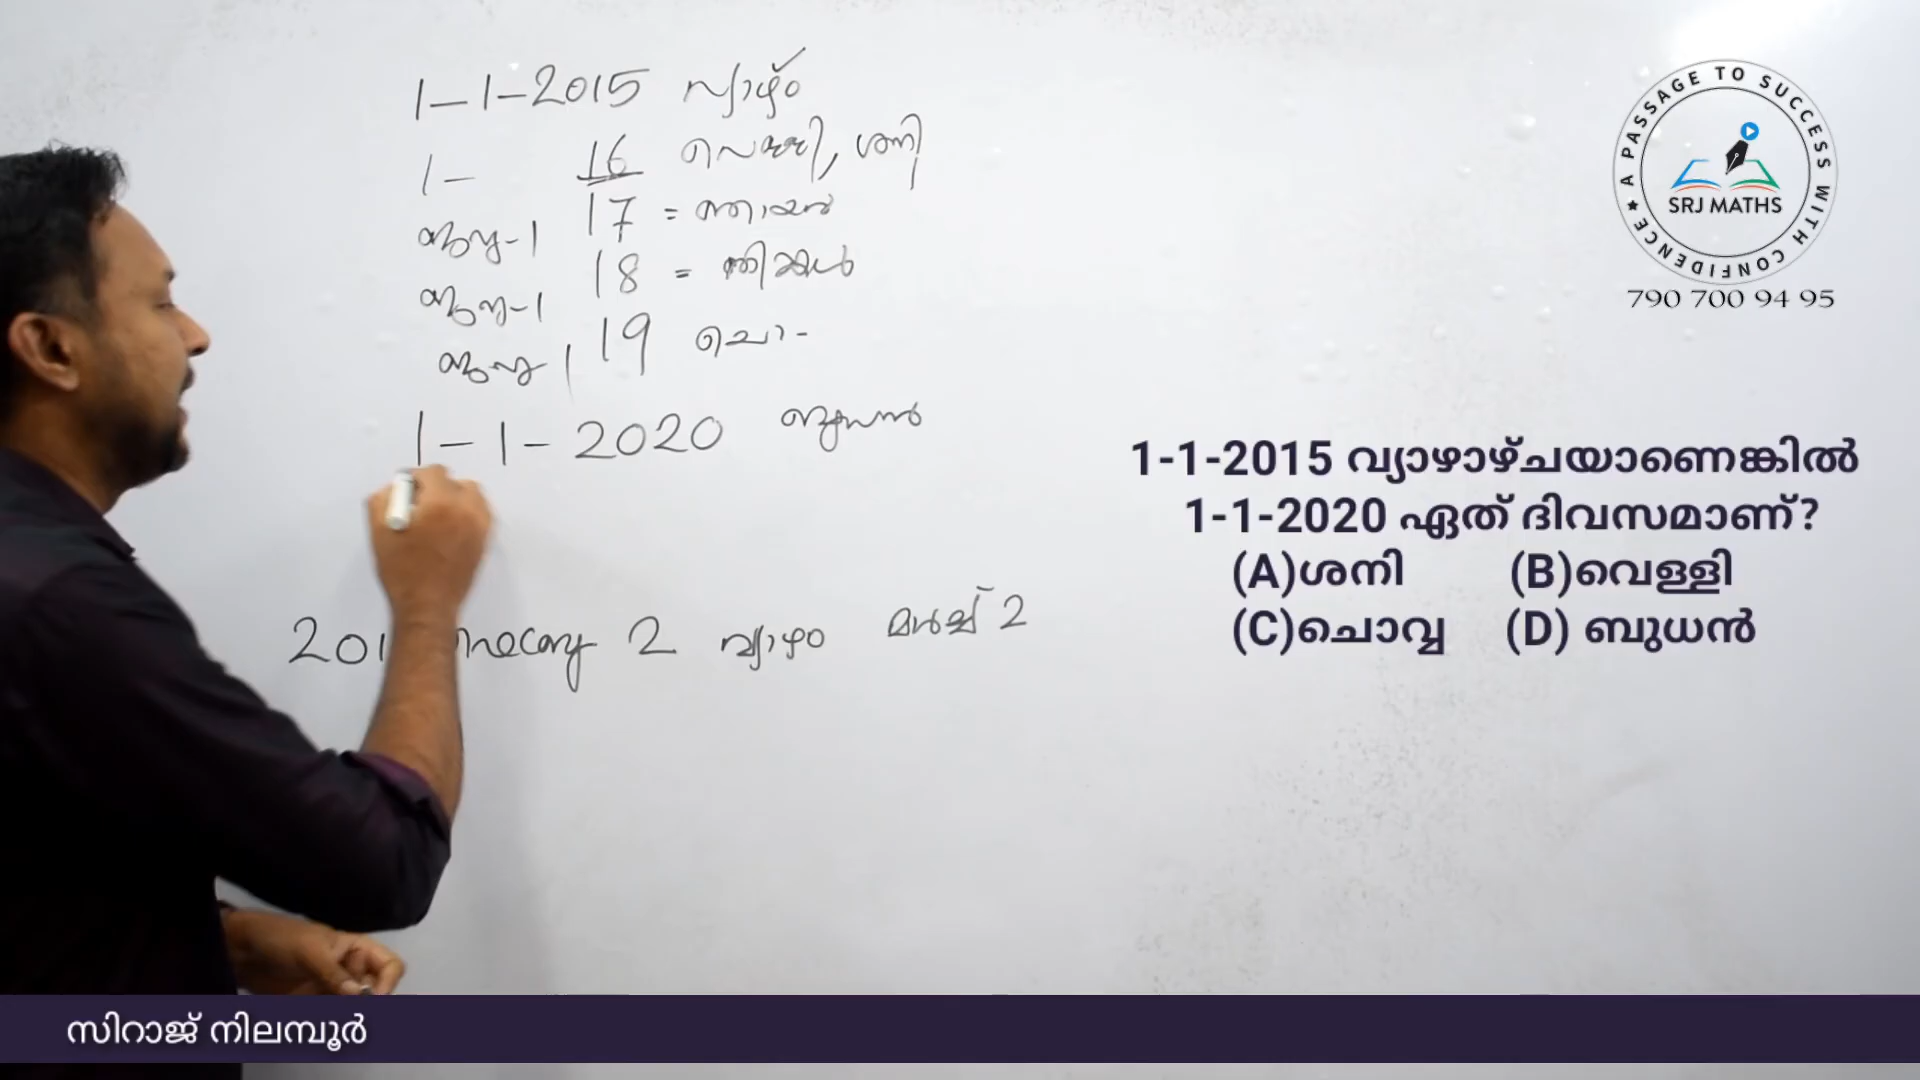 1-1-2015 വ്യാഴം
1- 16 വെള്ളി, ശനി
ജനു-1 17 = ഞായർ
ജനു-1 18 = തിങ്കൾ
ജനു 1 19 ചൊ-
1-1-2020 ബുധൻ
201 2 വ്യാഴം മാർച്ച് 2
A PASSAGE TO SUCCESS WITH CONFIDENCE ★
SRJ MATHS
790 700 94 95
1-1-2015 വ്യാഴാഴ്ചയാണെങ്കിൽ
1-1-2020 ഏത് ദിവസമാണ്?
(A)ശനി (B)വെള്ളി
(C)ചൊവ്വ (D) ബുധൻ
സിറാജ് നിലമ്പൂർ